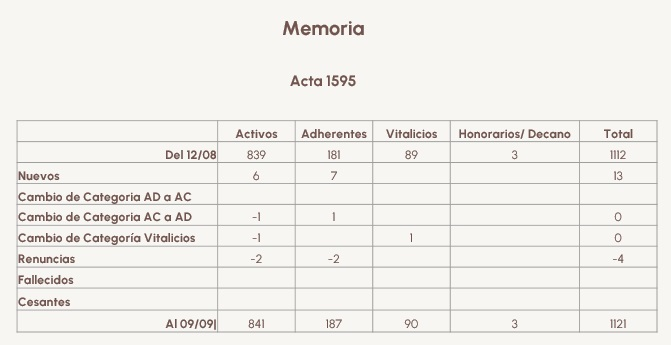 Memoria
Acta 1595
Activos Adherentes Vitalicios Honorarios/ Decano Total
Del 12/08 839 181 89 3 1112
Nuevos 6 7 13
Cambio de Categoria AD a AC
Cambio de Categoria AC a AD -1 1 0
Cambio de Categoría Vitalicios -1 1 0
Renuncias -2 -2 -4
Fallecidos
Cesantes
Al 09/09| 841 187 90 3 1121